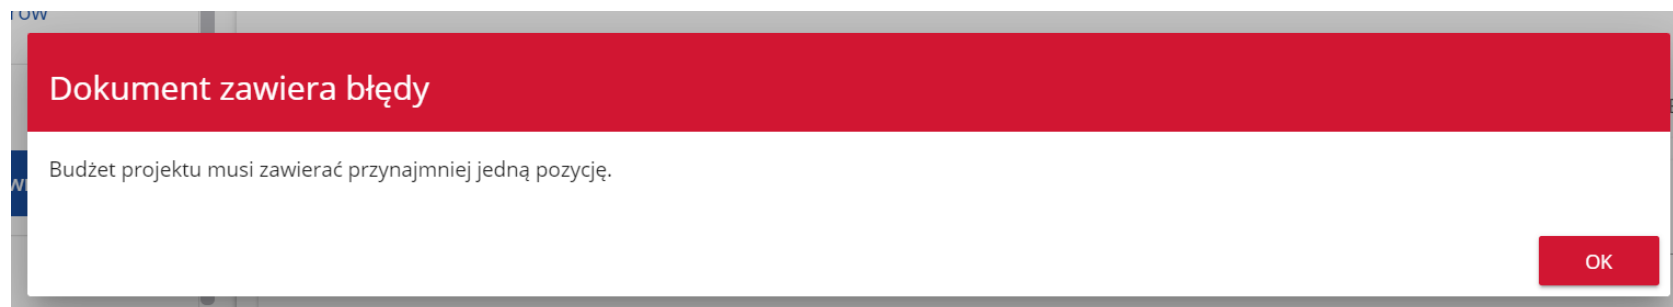 Dokument zawiera błędy
Budżet projektu musi zawierać przynajmniej jedną pozycję.
OK